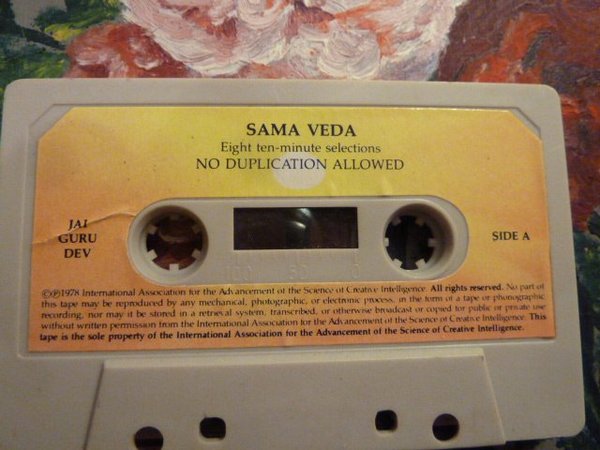 SAMA VEDA
Eight ten-minute selections
NO DUPLICATION ALLOWED
JAI
GURU
DEV
SIDE A
©℗1978 International Association for the Advancement of the Science of Creative Intelligence. All rights reserved. No part of
this tape may be reproduced by any mechanical, photographic, or electronic process, in the form of a tape or phonographic
recording, nor may it be stored in a retrieval system, transcribed, or otherwise broadcast or copied for public or private use
without written permission from the International Association for the Advancement of the Science of Creative Intelligence. This
tape is the sole property of the International Association for the Advancement of the Science of Creative Intelligence.